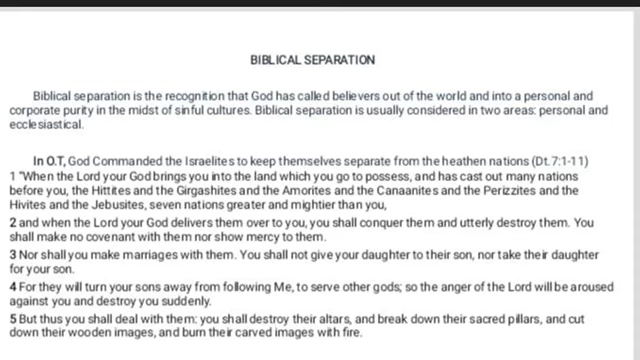 BIBLICAL SEPARATION
Biblical separation is the recognition that God has called believers out of the world and into a personal and
corporate purity in the midst of sinful cultures. Biblical separation is usually considered in two areas: personal and
ecclesiastical.
In O.T, God Commanded the Israelites to keep themselves separate from the heathen nations (Dt.7:1-11)
1 "When the Lord your God brings you into the land which you go to possess, and has cast out many nations
before you, the Hittites and the Girgashites and the Amorites and the Canaanites and the Perizzites and the
Hivites and the Jebusites, seven nations greater and mightier than you,
2 and when the Lord your God delivers them over to you, you shall conquer them and utterly destroy them. You
shall make no covenant with them nor show mercy to them.
3 Nor shall you make marriages with them. You shall not give your daughter to their son, nor take their daughter
for your son.
4 For they will turn your sons away from following Me, to serve other gods; so the anger of the Lord will be aroused
against you and destroy you suddenly.
5 But thus you shall deal with them: you shall destroy their altars, and break down their sacred pillars, and cut
down their wooden images, and burn their carved images with fire.